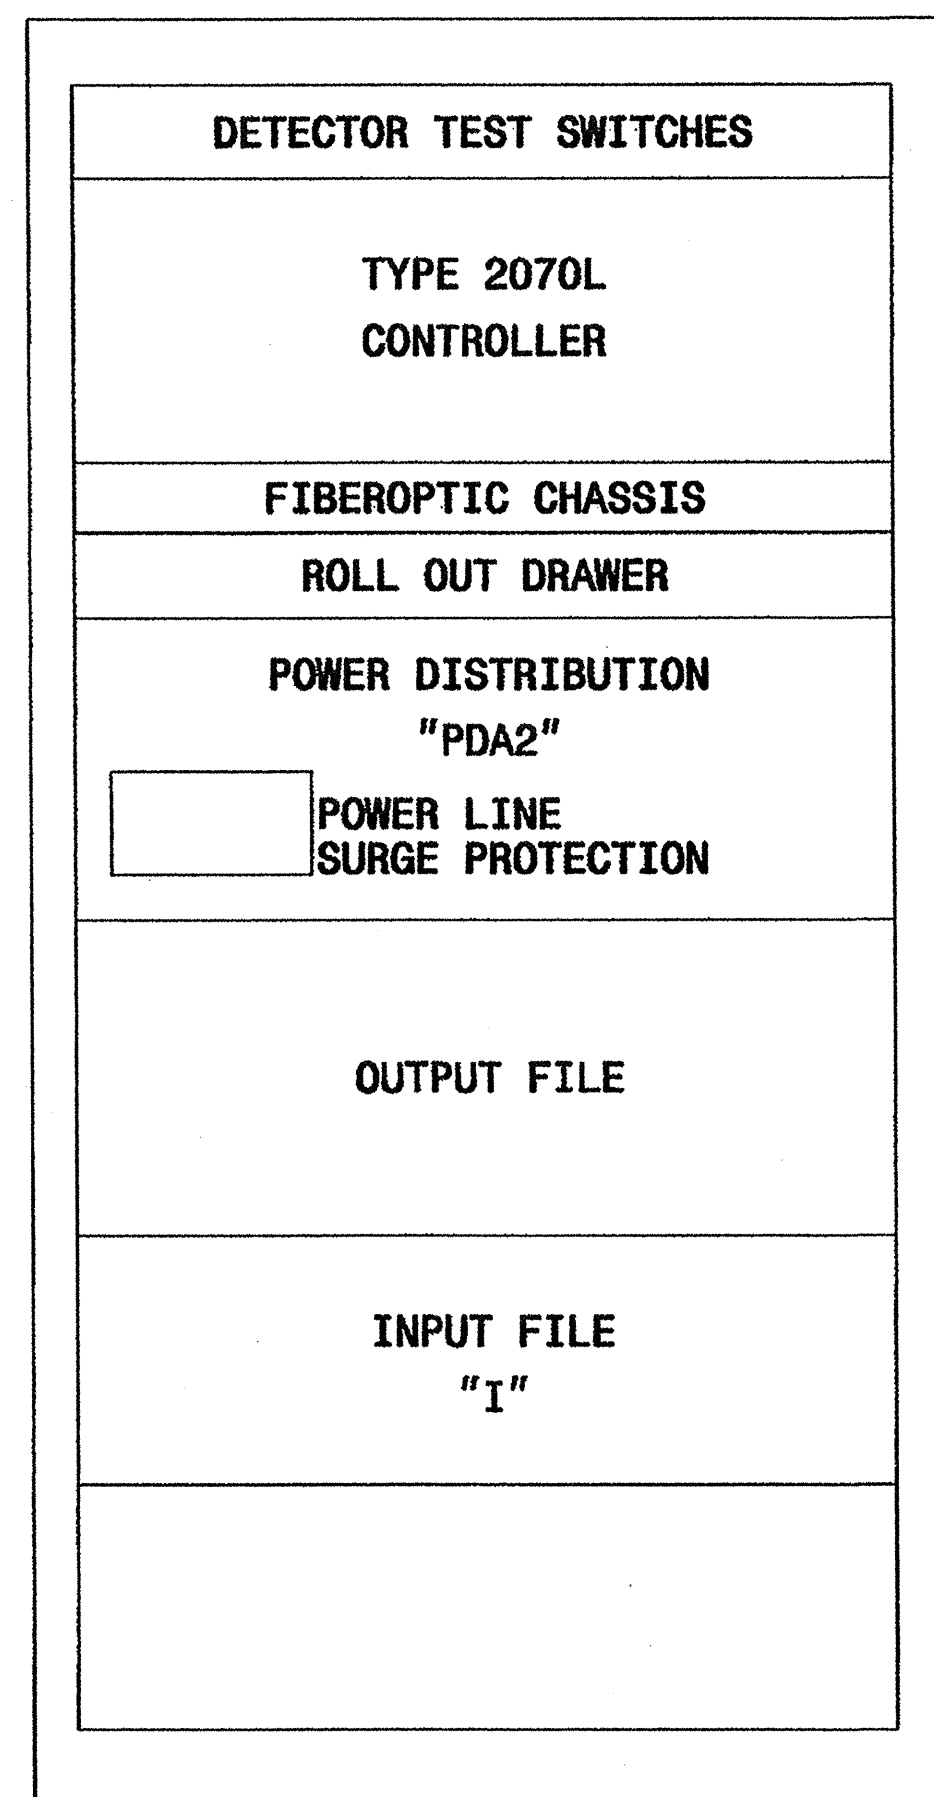 DETECTOR TEST SWITCHES
TYPE 2070L
CONTROLLER
FIBEROPTIC CHASSIS
ROLL OUT DRAWER
POWER DISTRIBUTION
"PDA2"
POWER LINE
SURGE PROTECTION
OUTPUT FILE
INPUT FILE
"I"